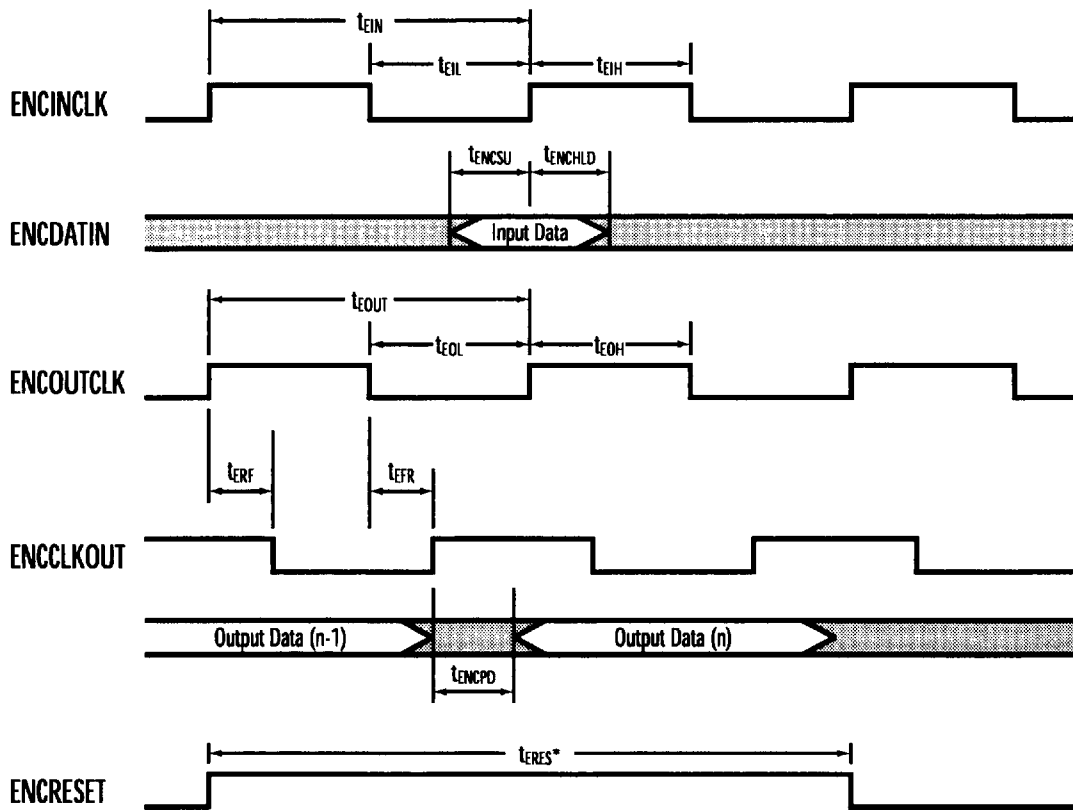 tEIN
tEIL
tEIH
ENCINCLK
tENCSU
tENCHLD
ENCDATIN
Input Data
tEOUT
tEOL
tEOH
ENCOUTCLK
tERF
tEFR
ENCCLKOUT
Output Data (n-1)
Output Data (n)
tENCPD
tERES*
ENCRESET